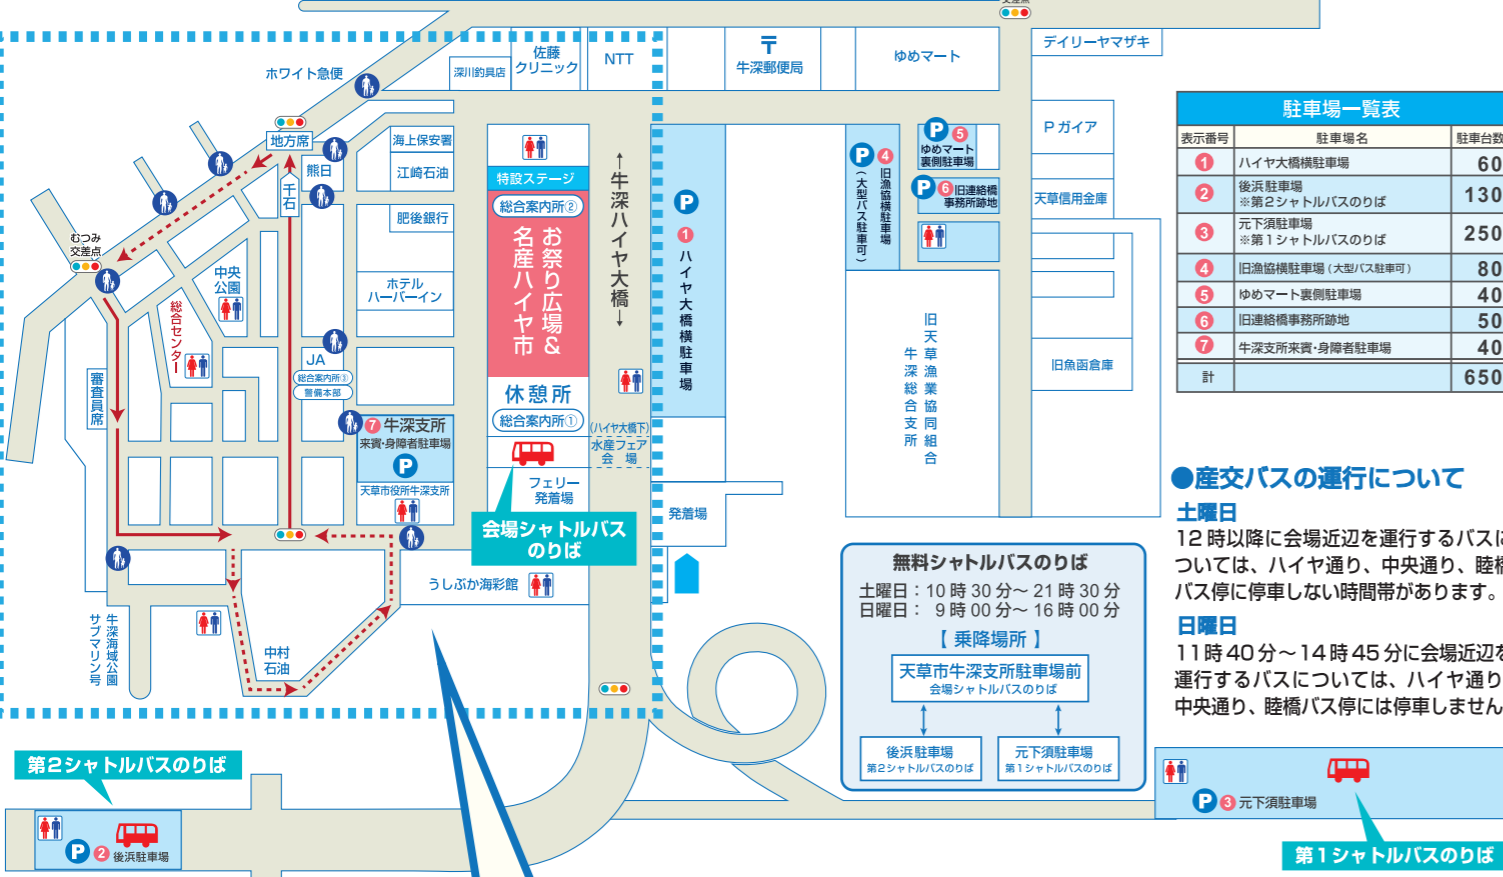 交差点
デイリーヤマザキ
ホワイト急便
深川釣具店
佐藤
クリニック
NTT
〒
牛深郵便局
ゆめマート
地方席
海上保安署
江崎石油
熊日
千石
肥後銀行
特設ステージ
総合案内所②
お祭り広場&
名産ハイヤ市
←牛深ハイヤ大橋→
P
1
ハイヤ大橋横駐車場
P 4
旧漁協横駐車場
(大型バス駐車可)
P 5
ゆめマート
裏側駐車場
P 6 旧連絡橋
事務所跡地
P ガイア
天草信用金庫
むつみ
交差点
中央
公園
総合センター
ホテル
ハーバーイン
JA
総合案内所③
警備本部
審査員席
休憩所
総合案内所①
(ハイヤ大橋下)
水産フェア
会 場
7 牛深支所
来賓・身障者駐車場
P
天草市役所牛深支所
フェリー
発着場
会場シャトルバス
のりば
発着場
旧天草漁業協同組合
牛深総合支所
旧魚函倉庫
うしぶか海彩館
牛深海域公園
サブマリン号
中村
石油
駐車場一覧表
表示番号 駐車場名 駐車台数
1 ハイヤ大橋横駐車場 60
2 後浜駐車場 130
※第2シャトルバスのりば
3 元下須駐車場 250
※第1シャトルバスのりば
4 旧漁協横駐車場(大型バス駐車可) 80
5 ゆめマート裏側駐車場 40
6 旧連絡橋事務所跡地 50
7 牛深支所来賓・身障者駐車場 40
計 650
●産交バスの運行について
土曜日
12時以降に会場近辺を運行するバスに
ついては、ハイヤ通り、中央通り、睦橋
バス停に停車しない時間帯があります。
日曜日
11時40分〜14時45分に会場近辺を
運行するバスについては、ハイヤ通り
中央通り、睦橋バス停には停車しません
無料シャトルバスのりば
土曜日：10時30分〜21時30分
日曜日： 9時00分〜16時00分
【 乗降場所 】
天草市牛深支所駐車場前
会場シャトルバスのりば
後浜駐車場
第2シャトルバスのりば
元下須駐車場
第1シャトルバスのりば
第2シャトルバスのりば
P 2 後浜駐車場
P 3 元下須駐車場
第1シャトルバスのりば